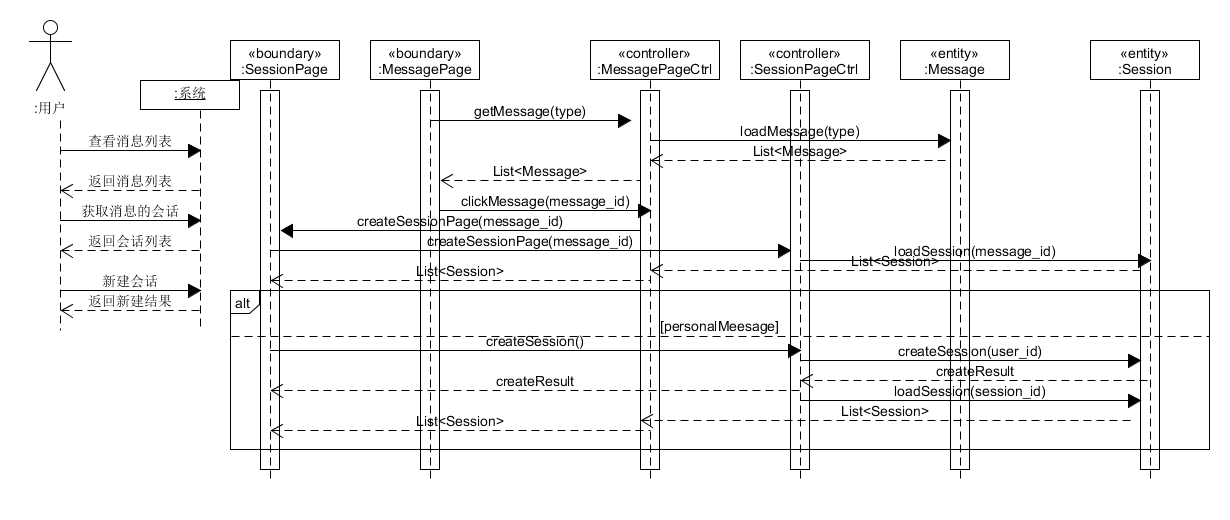 :用户
:系统
查看消息列表
返回消息列表
获取消息的会话
返回会话列表
新建会话
返回新建结果
«boundary»
:SessionPage
«boundary»
:MessagePage
«controller»
:MessagePageCtrl
«controller»
:SessionPageCtrl
«entity»
:Message
«entity»
:Session
getMessage(type)
loadMessage(type)
List<Message>
List<Message>
clickMessage(message_id)
createSessionPage(message_id)
createSessionPage(message_id)
loadSession(message_id)
List<Session>
List<Session>
alt
[personalMeesage]
createSession()
createSession(user_id)
createResult
createResult
loadSession(session_id)
List<Session>
List<Session>